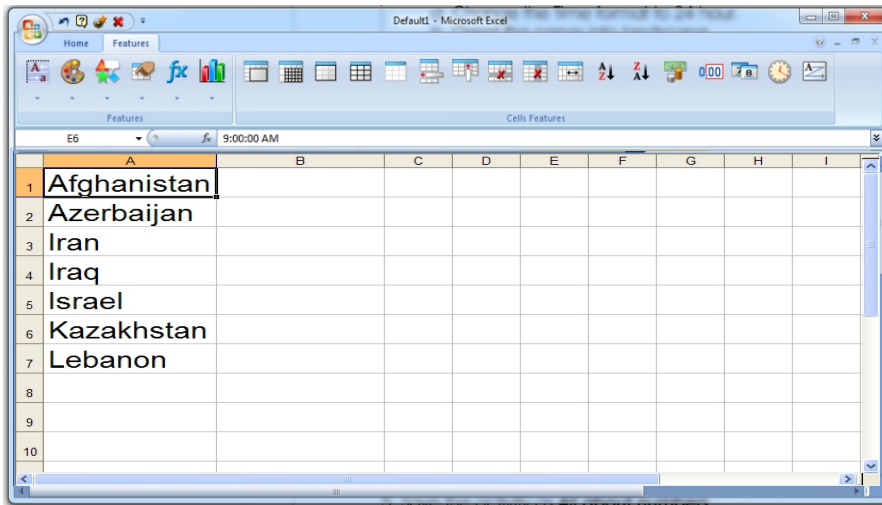 Default1 - Microsoft Excel
Home Features
Features
Cells Features
E6 fx 9:00:00 AM
A B C D E F G H I
1 Afghanistan
2 Azerbaijan
3 Iran
4 Iraq
5 Israel
6 Kazakhstan
7 Lebanon
8
9
10